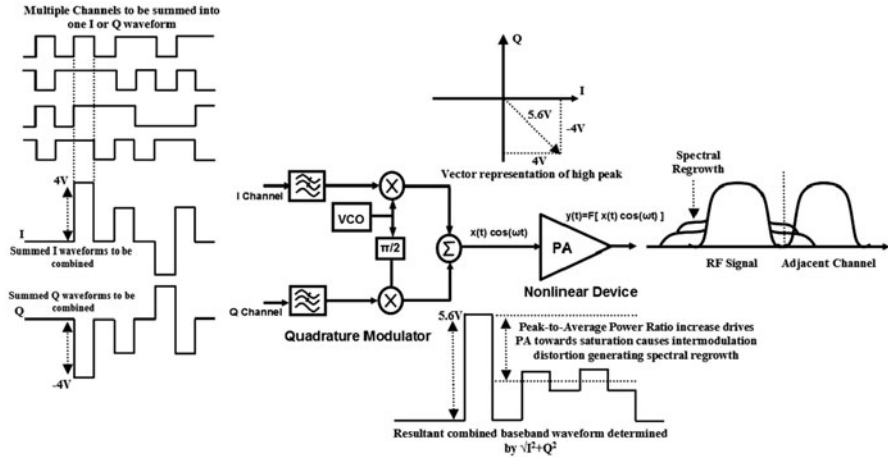 Multiple Channels to be summed into
one I or Q waveform
4V
I
Summed I waveforms to be
combined
Summed Q waveforms to be
combined
Q
-4V
Q
I
5.6V
-4V
4V
Vector representation of high peak
I Channel
VCO
π/2
Q Channel
Σ
x(t) cos(ωt)
Quadrature Modulator
y(t)=F[ x(t) cos(ωt) ]
PA
Nonlinear Device
Spectral
Regrowth
RF Signal
Adjacent Channel
5.6V
Peak-to-Average Power Ratio increase drives
PA towards saturation causes intermodulation
distortion generating spectral regrowth
Resultant combined baseband waveform determined
by √I²+Q²